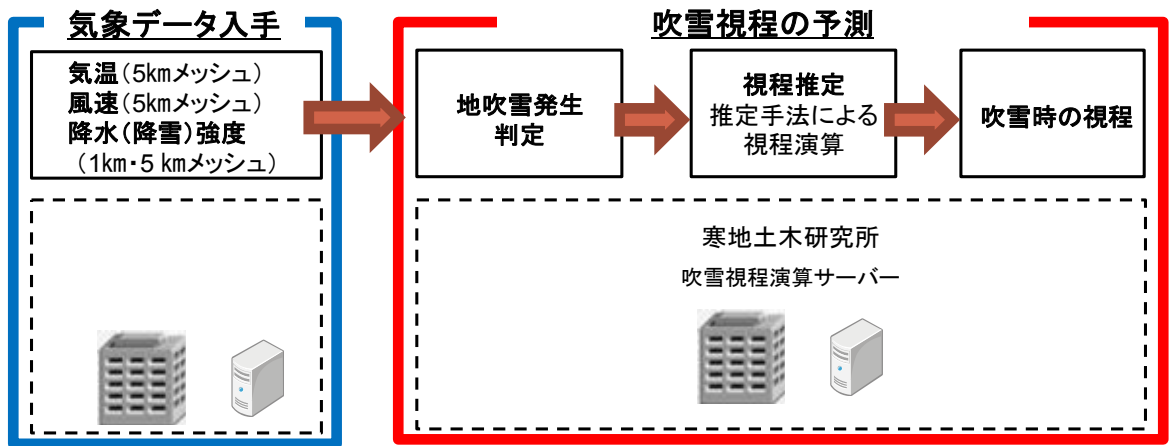 気象データ入手
気温(5kmメッシュ)
風速(5kmメッシュ)
降水(降雪)強度
(1km・5 kmメッシュ)
吹雪視程の予測
地吹雪発生
判定
視程推定
推定手法による
視程演算
吹雪時の視程
寒地土木研究所
吹雪視程演算サーバー